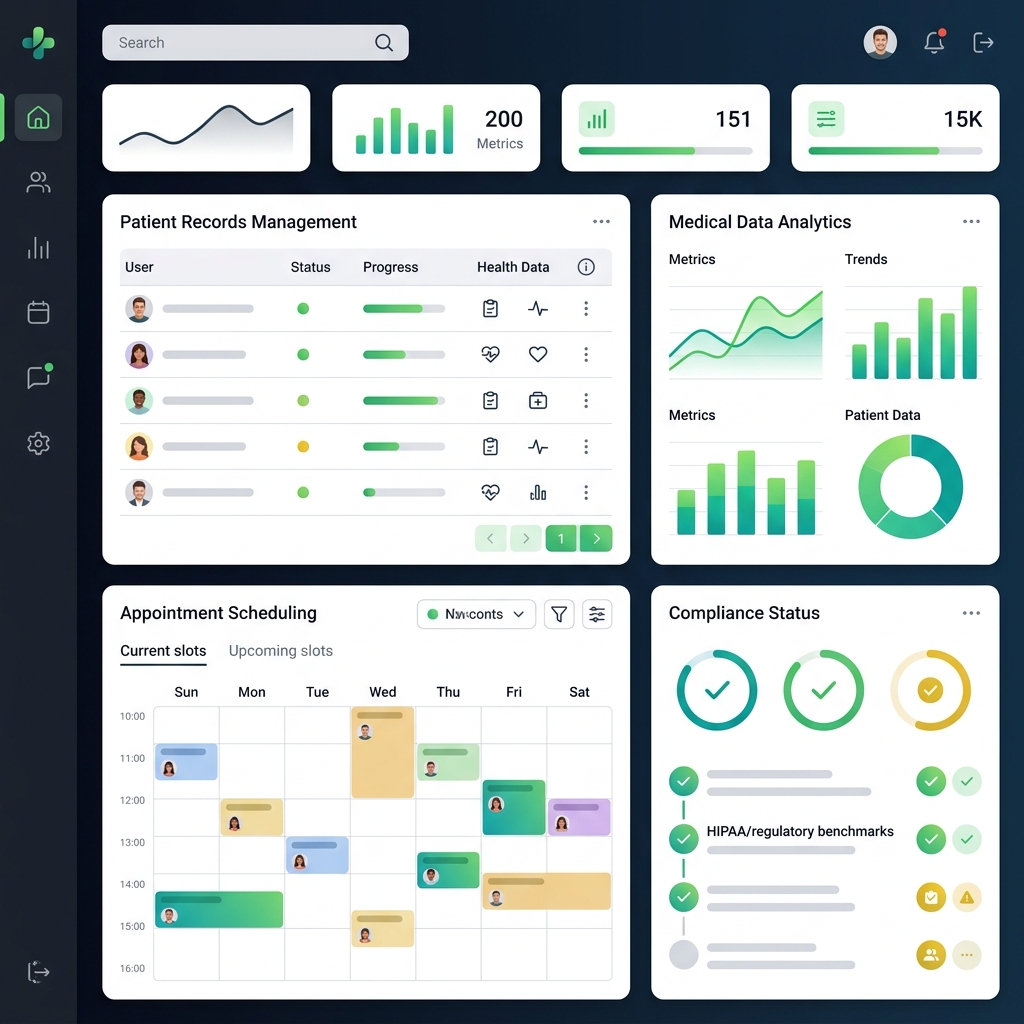 Search
200
Metrics
151
15K
Patient Records Management
User Status Progress Health Data
1
Medical Data Analytics
Metrics
Trends
Metrics
Patient Data
Appointment Scheduling
Current slots Upcoming slots
Sun Mon Tue Wed Thu Fri Sat
10:00
11:00
12:00
13:00
14:00
15:00
16:00
Compliance Status
HIPAA/regulatory benchmarks